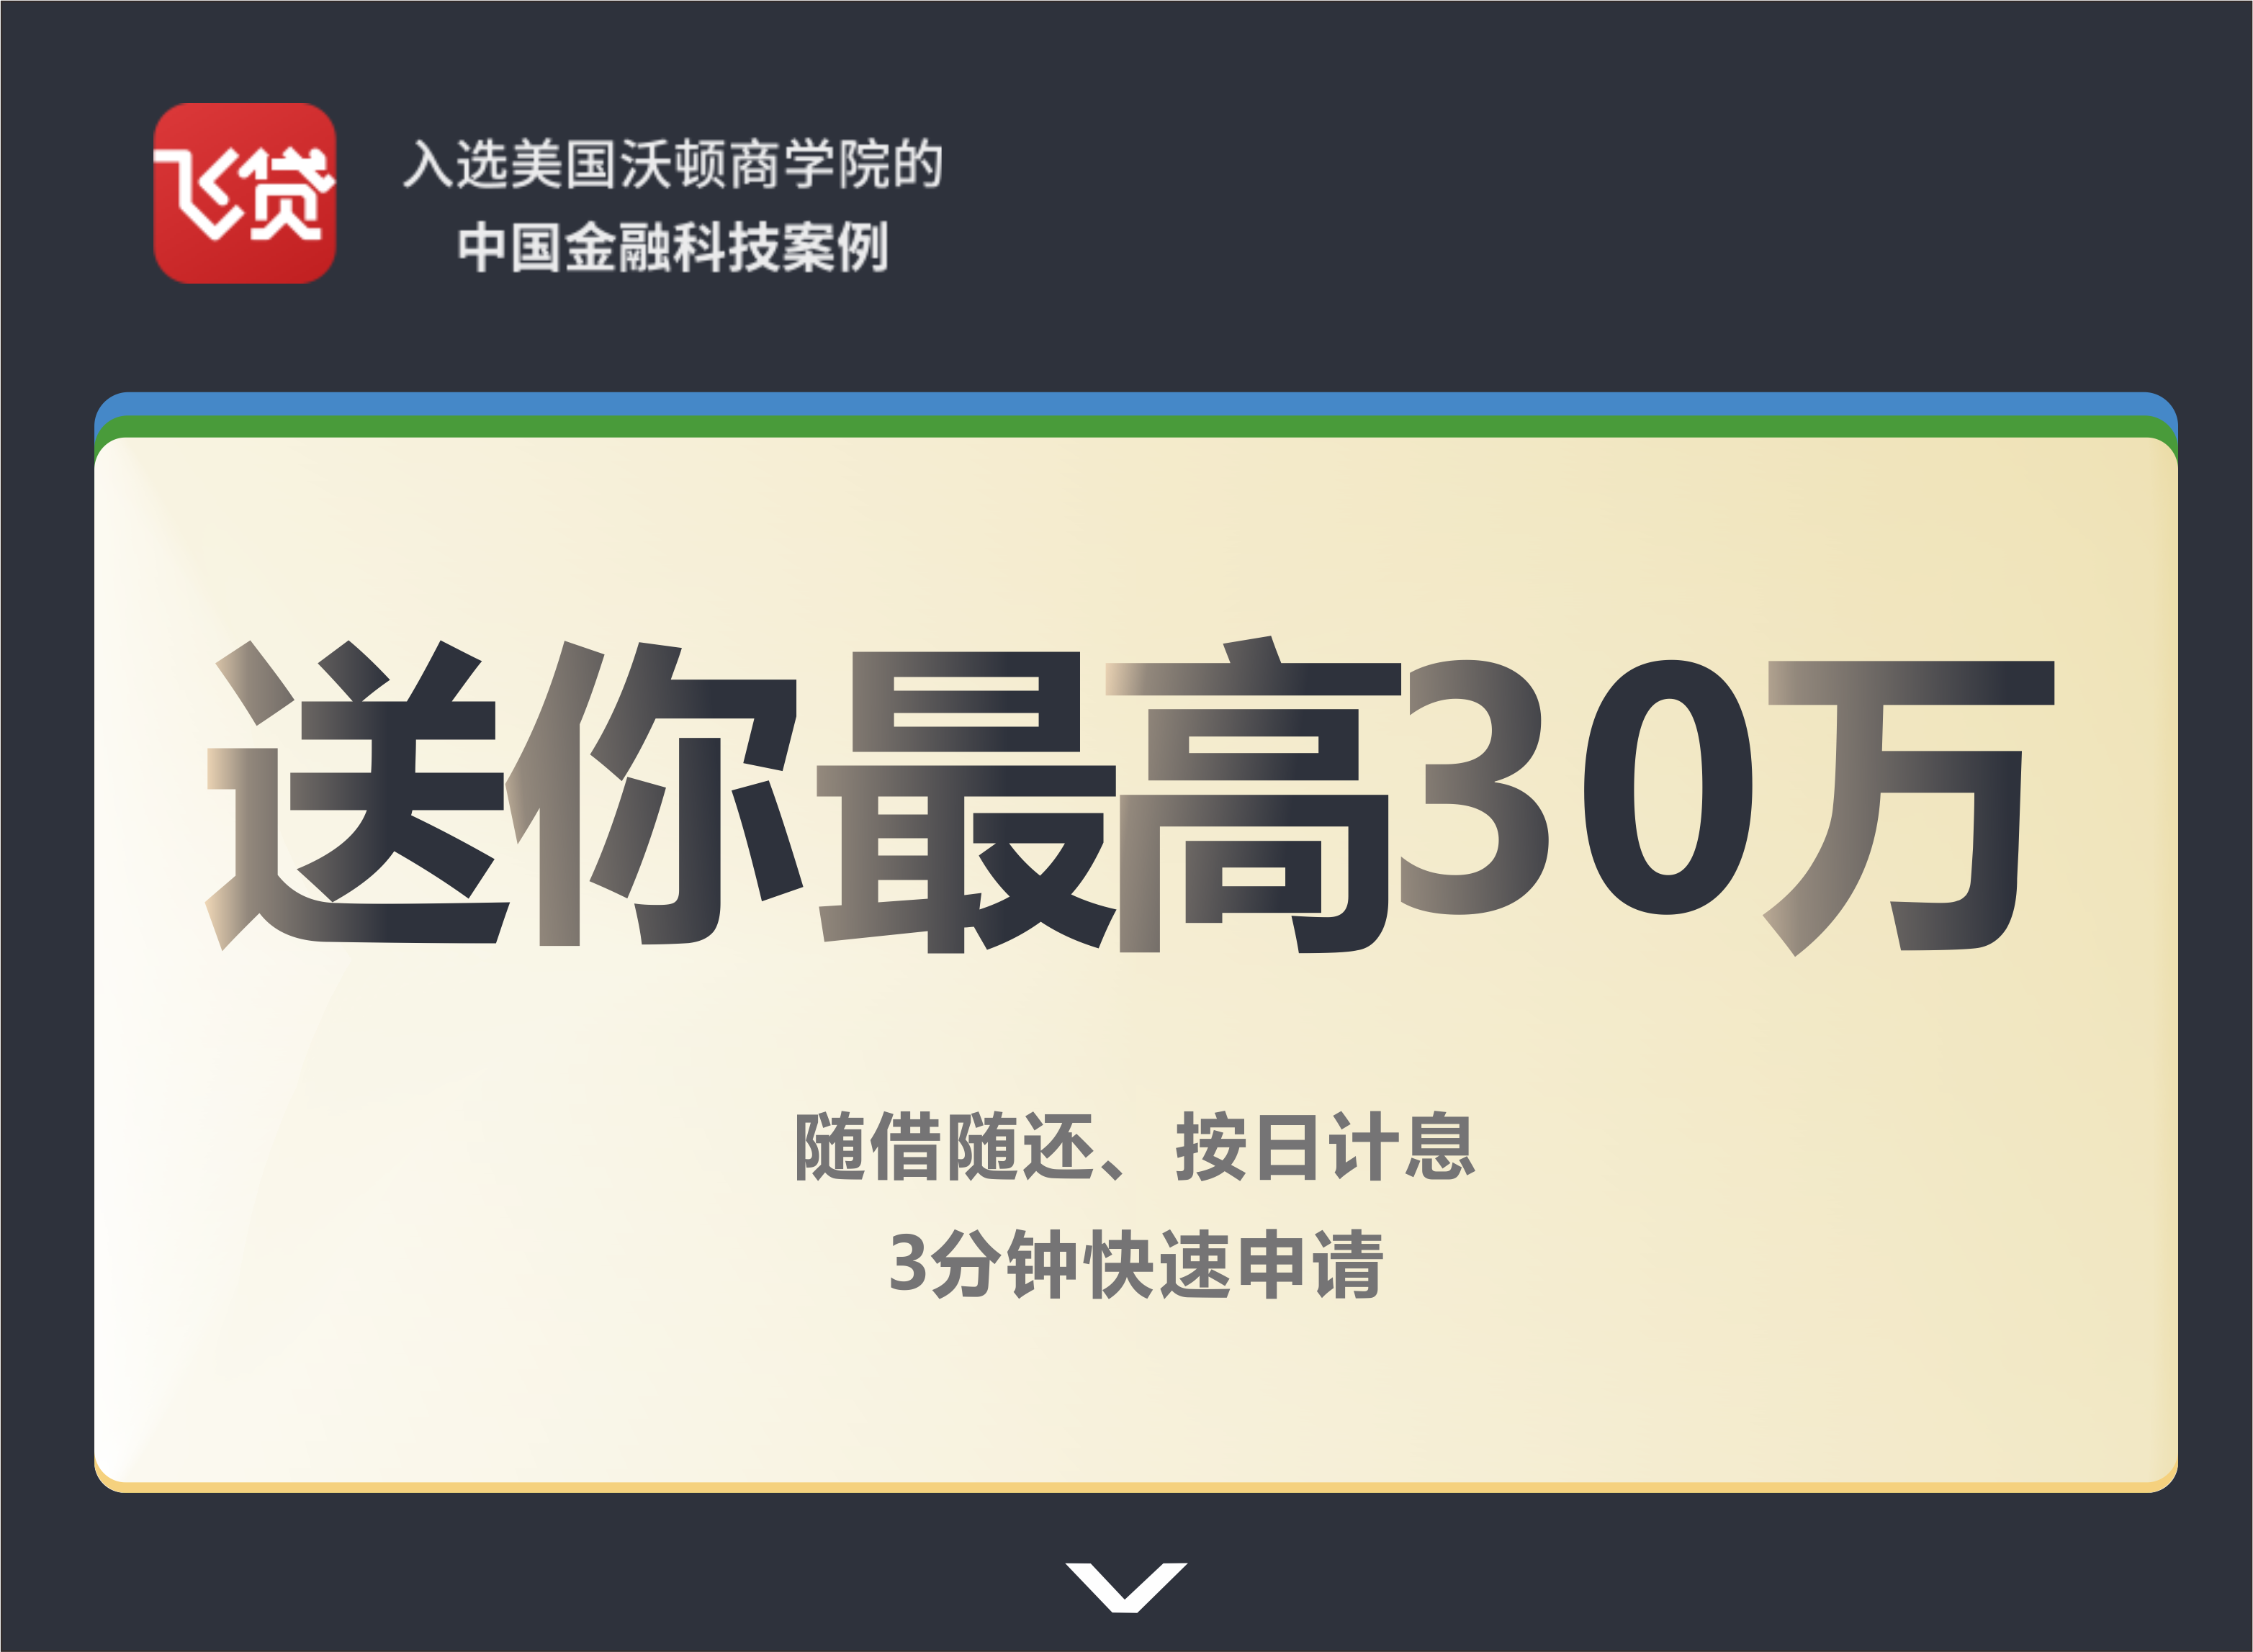 飞贷
入选美国沃顿商学院的
中国金融科技案例
送你最高30万
随借随还、按日计息
3分钟快速申请